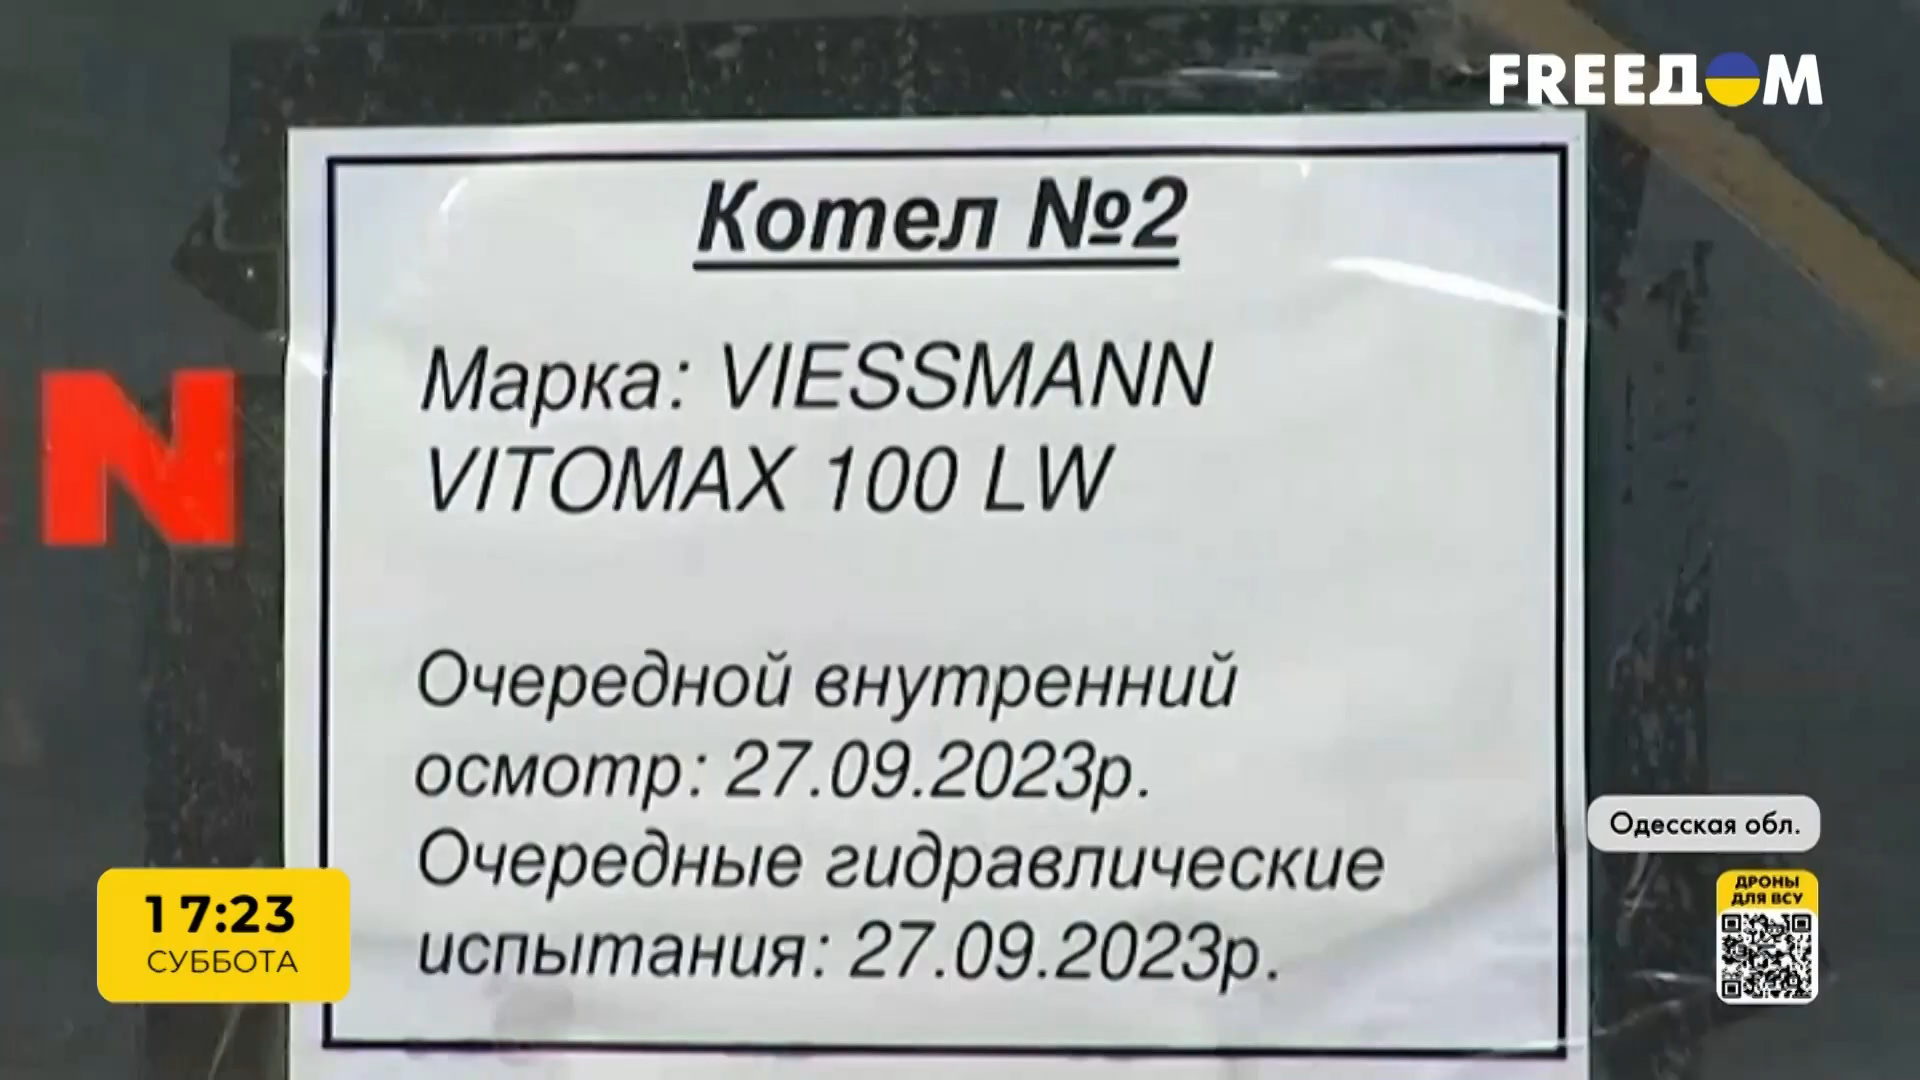 FREEДOM
Котел №2
Марка: VIESSMANN
VITOMAX 100 LW
N
Очередной внутренний
осмотр: 27.09.2023р.
Очередные гидравлические
испытания: 27.09.2023р.
Одесская обл.
ДРОНЫ
ДЛЯ ВСУ
17:23
СУББОТА